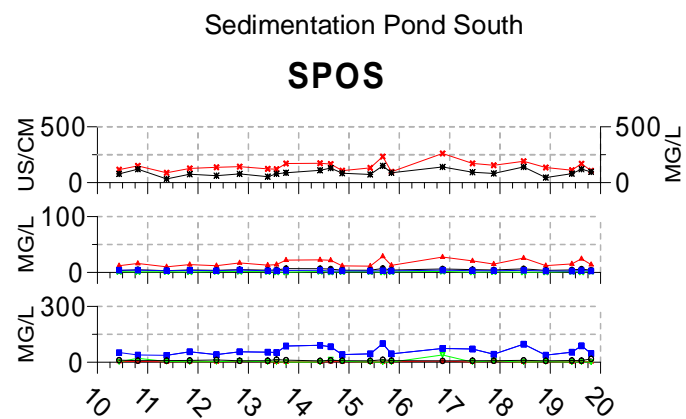 Sedimentation Pond South
SPOS
500 500
US/CM MG/L
0 0
100
MG/L
0
300
MG/L
0
10 11 12 13 14 15 16 17 18 19 20